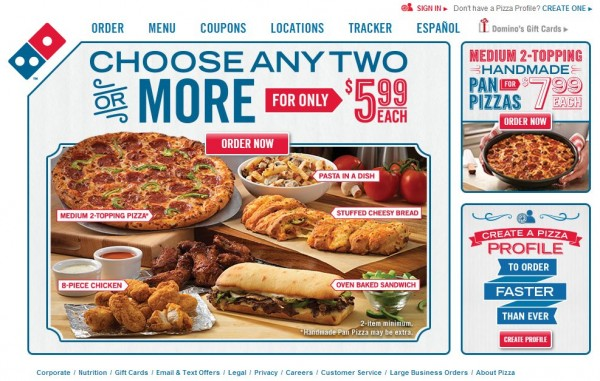 SIGN IN ▸ Don't have a Pizza Profile? CREATE ONE ▸
ORDER MENU COUPONS LOCATIONS TRACKER ESPAÑOL Domino's Gift Cards ▸
CHOOSE ANY TWO
OR MORE FOR ONLY $5.99 EACH
ORDER NOW
PASTA IN A DISH
MEDIUM 2-TOPPING PIZZA*
STUFFED CHEESY BREAD
8-PIECE CHICKEN
OVEN BAKED SANDWICH
2-item minimum.
*Handmade Pan Pizza may be extra.
MEDIUM 2-TOPPING
HANDMADE
PAN PIZZAS FOR $7.99 EACH
ORDER NOW
CREATE A PIZZA
PROFILE
TO ORDER
FASTER
THAN EVER
CREATE PROFILE
Corporate / Nutrition / Gift Cards / Email & Text Offers / Legal / Privacy / Careers / Customer Service / Large Business Orders / About Pizza